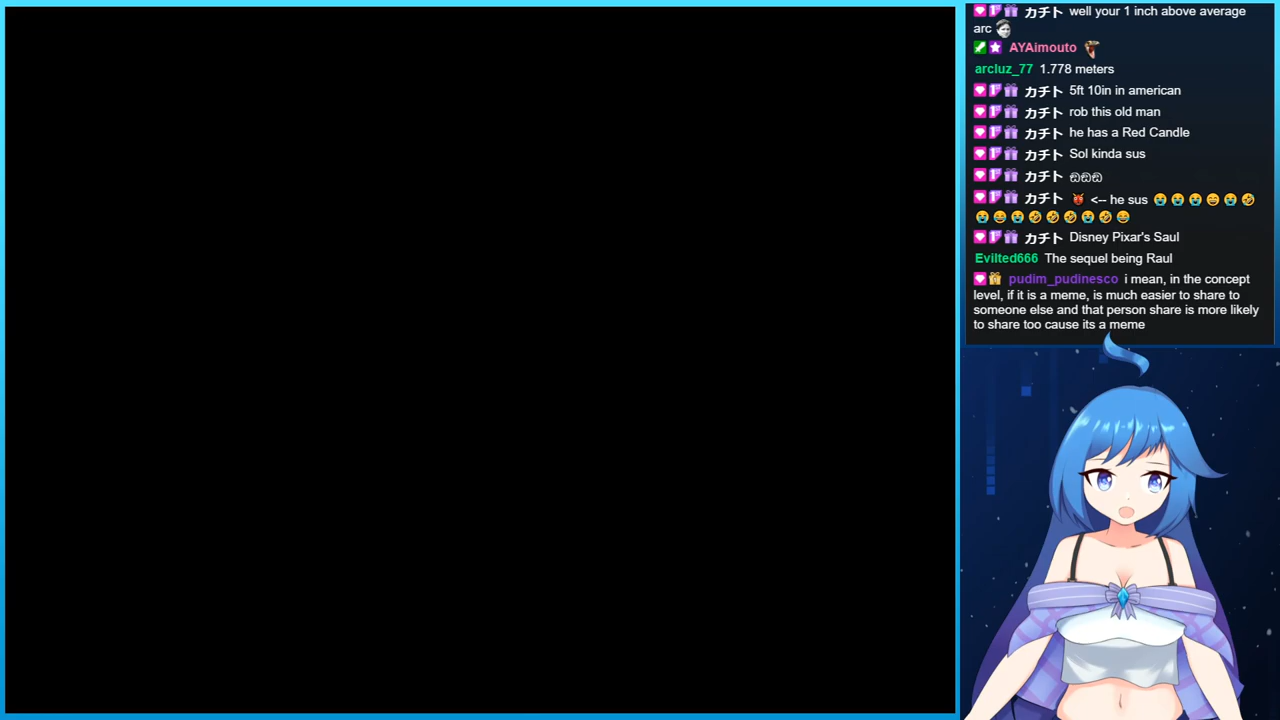 カチト well your 1 inch above average
arc
AYAimouto
arcluz_77 1.778 meters
カチト 5ft 10in in american
カチト rob this old man
カチト he has a Red Candle
カチト Sol kinda sus
カチト ඞඞඞ
カチト <-- he sus
カチト Disney Pixar's Saul
Evilted666 The sequel being Raul
pudim_pudinesco i mean, in the concept
level, if it is a meme, is much easier to share to
someone else and that person share is more likely
to share too cause its a meme